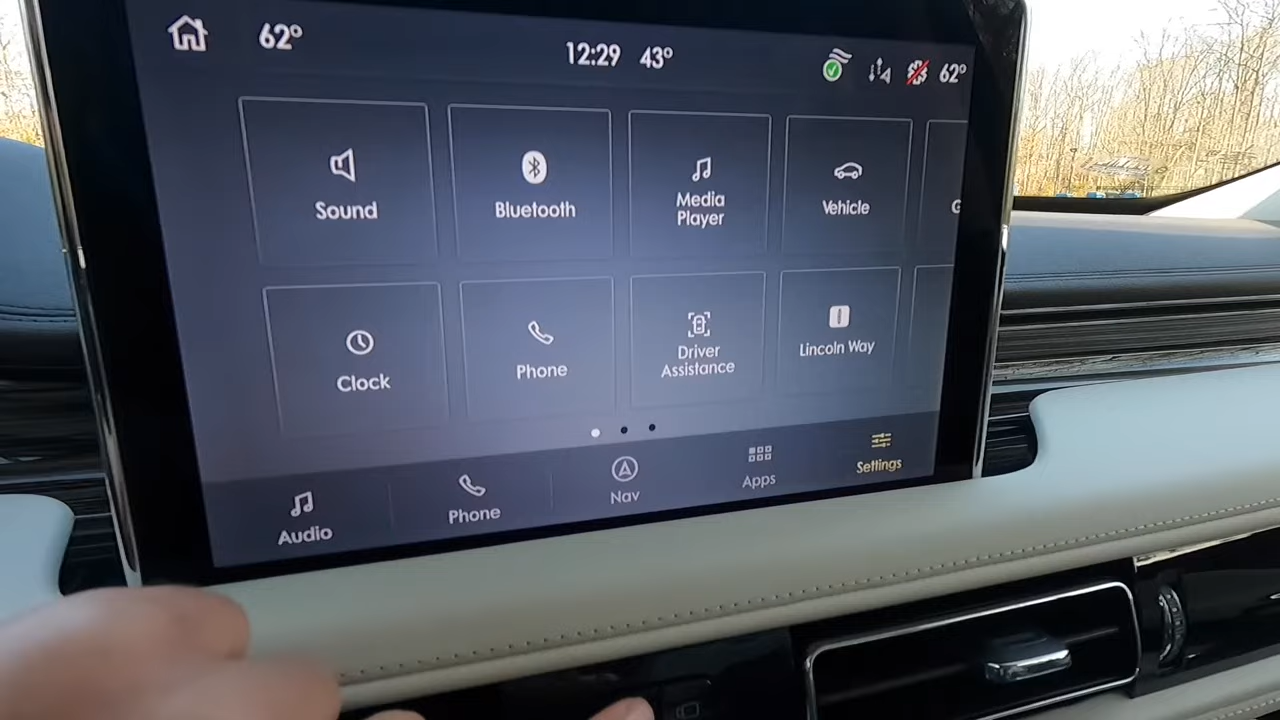 62°
12:29 43°
62°
Sound
Bluetooth
Media
Player
Vehicle
G
Clock
Phone
Driver
Assistance
Lincoln Way
Audio
Phone
Nav
Apps
Settings